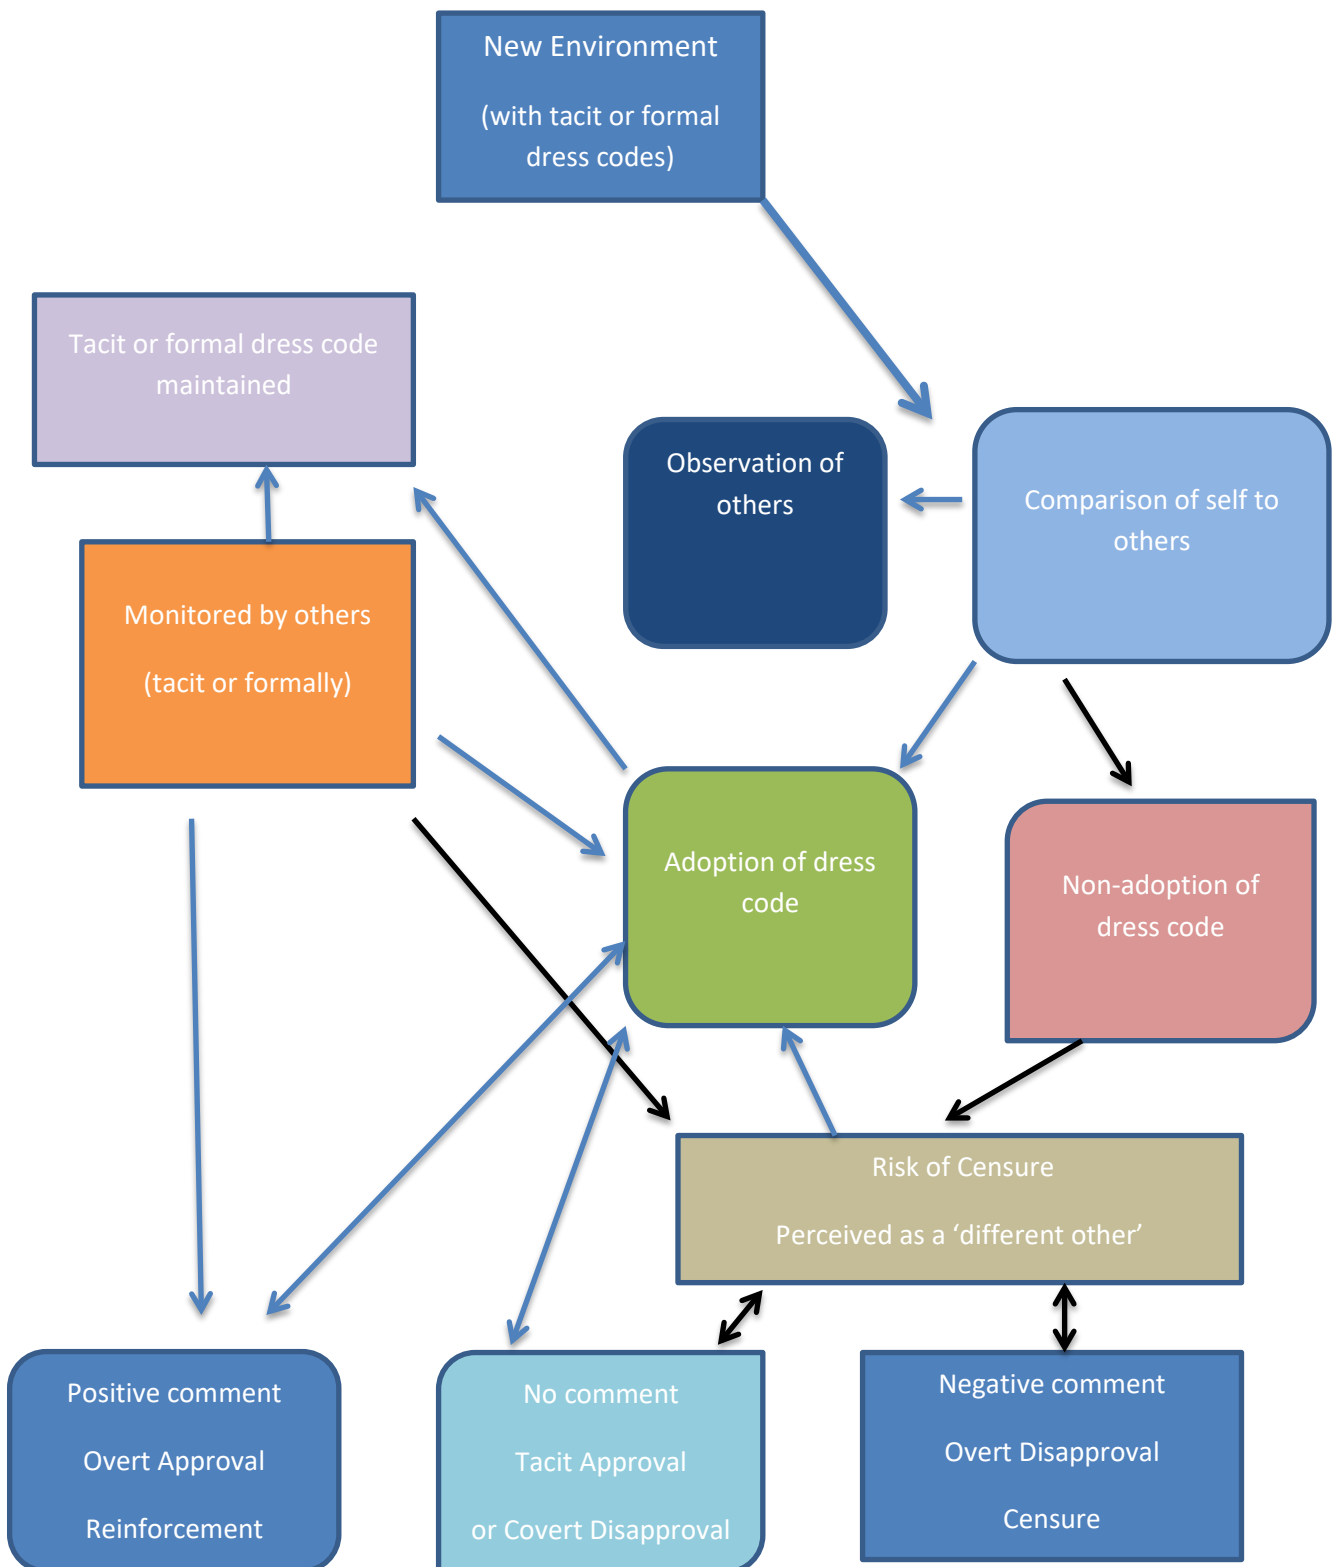 New Environment
(with tacit or formal
dress codes)
Tacit or formal dress code
maintained
Observation of
others
Comparison of self to
others
Monitored by others
(tacit or formally)
Adoption of dress
code
Non-adoption of
dress code
Risk of Censure
Perceived as a ‘different other’
Positive comment
Overt Approval
Reinforcement
No comment
Tacit Approval
or Covert Disapproval
Negative comment
Overt Disapproval
Censure